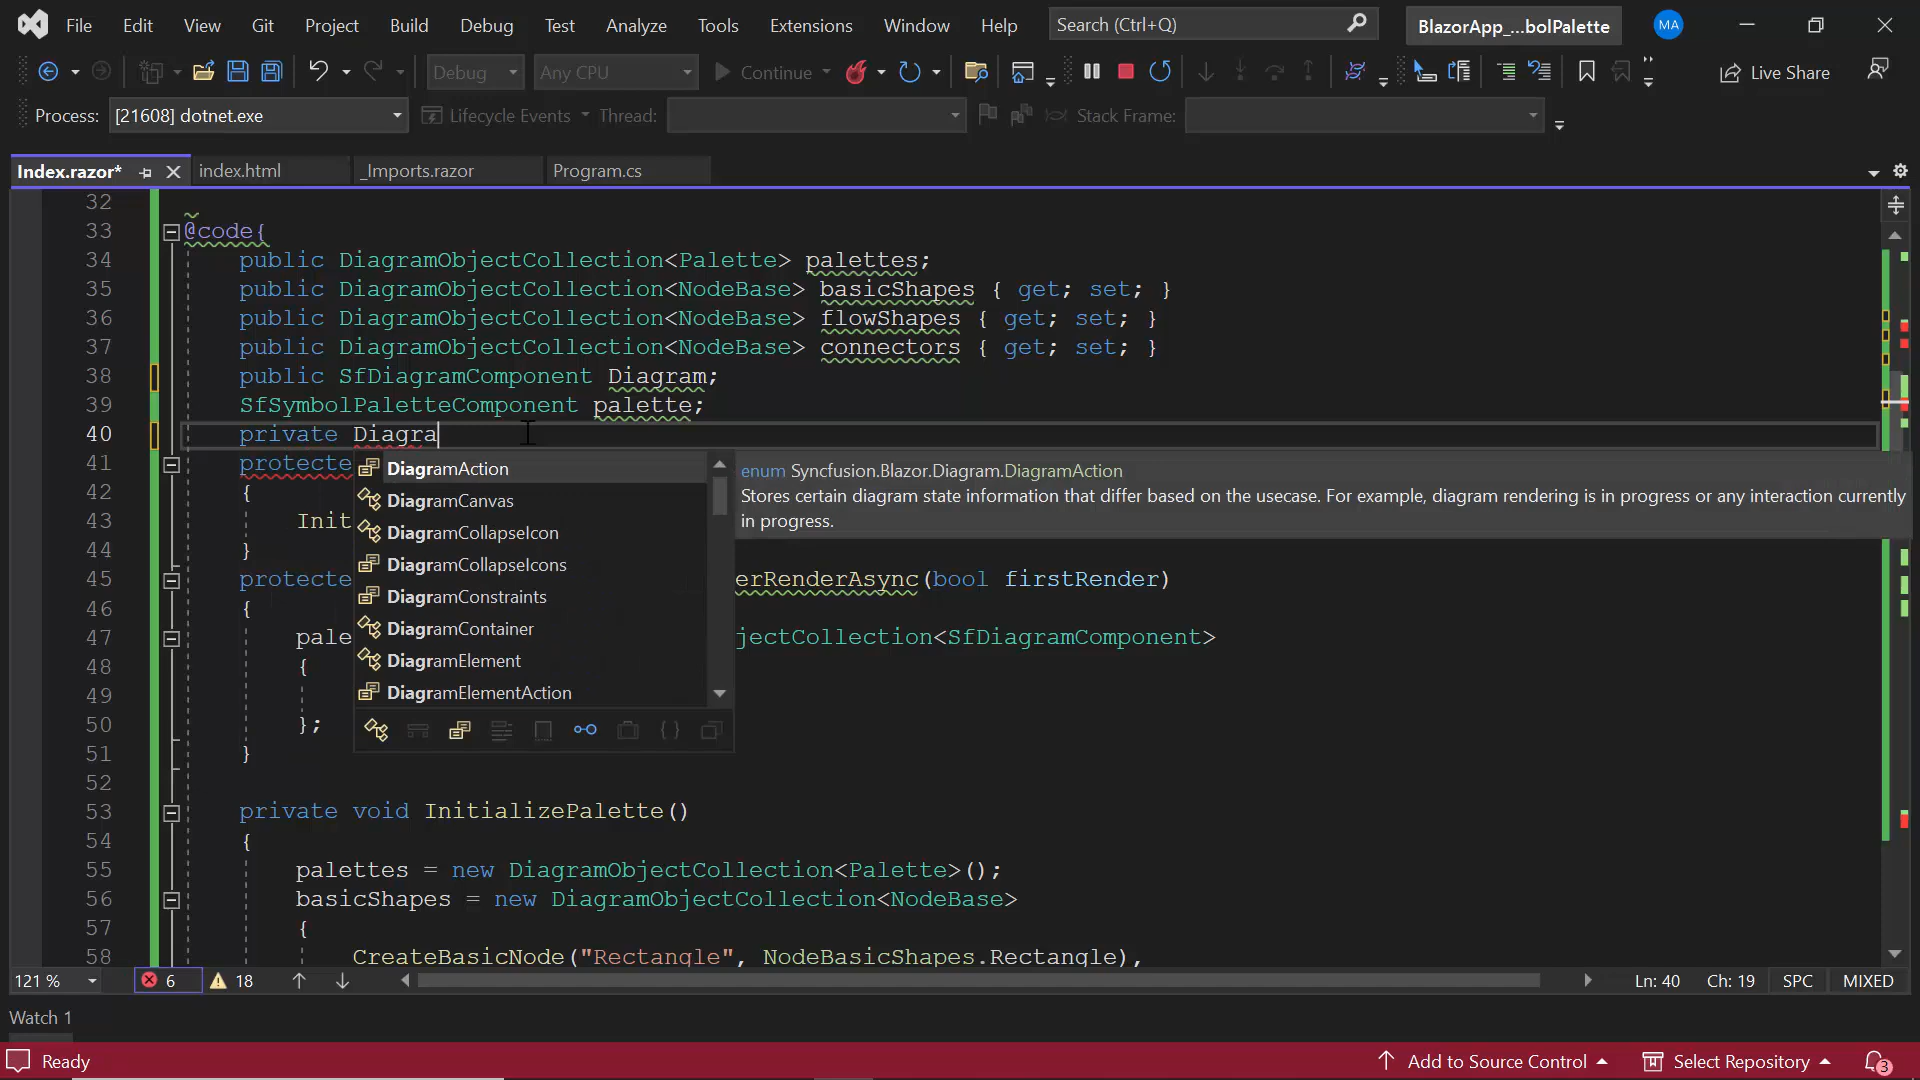 File Edit View Git Project Build Debug Test Analyze Tools Extensions Window Help Search (Ctrl+Q) BlazorApp_...bolPalette MA
Debug Any CPU Continue Live Share
Process: [21608] dotnet.exe Lifecycle Events Thread: Stack Frame:
Index.razor* index.html _Imports.razor Program.cs
32
33 @code{
34 public DiagramObjectCollection<Palette> palettes;
35 public DiagramObjectCollection<NodeBase> basicShapes { get; set; }
36 public DiagramObjectCollection<NodeBase> flowShapes { get; set; }
37 public DiagramObjectCollection<NodeBase> connectors { get; set; }
38 public SfDiagramComponent Diagram;
39 SfSymbolPaletteComponent palette;
40 private Diagra
41 protecte
42 {
43 Init
44 }
45 protecte erRenderAsync(bool firstRender)
46 {
47 pale jectCollection<SfDiagramComponent>
48 {
49
50 };
51 }
52
53 private void InitializePalette()
54 {
55 palettes = new DiagramObjectCollection<Palette>();
56 basicShapes = new DiagramObjectCollection<NodeBase>
57 {
58 CreateBasicNode("Rectangle", NodeBasicShapes.Rectangle),
DiagramAction
DiagramCanvas
DiagramCollapseIcon
DiagramCollapseIcons
DiagramConstraints
DiagramContainer
DiagramElement
DiagramElementAction
enum Syncfusion.Blazor.Diagram.DiagramAction
Stores certain diagram state information that differ based on the usecase. For example, diagram rendering is in progress or any interaction currently
in progress.
121 % 6 18 Ln: 40 Ch: 19 SPC MIXED
Watch 1
Ready Add to Source Control Select Repository 3